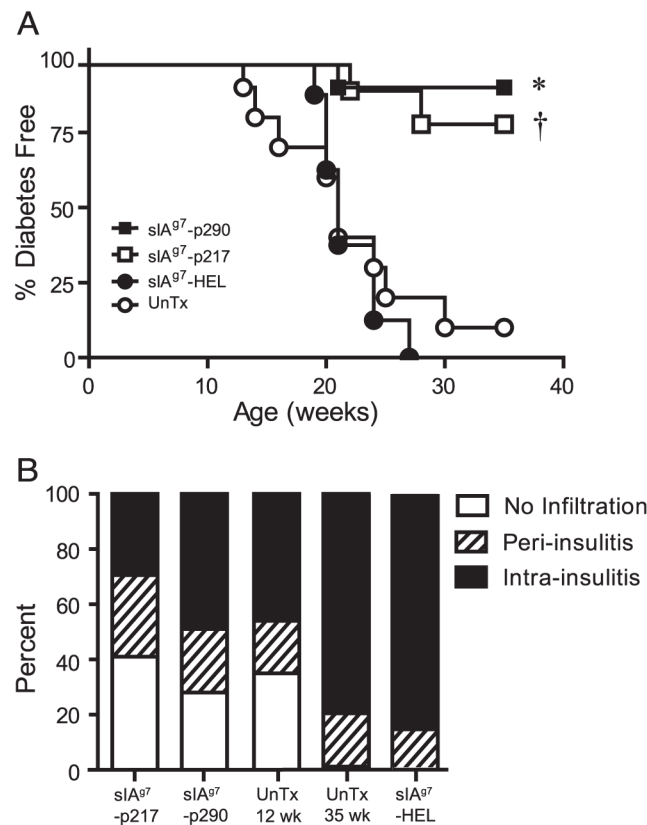 A
100
75
50
25
0
% Diabetes Free
*
†
sIAg7-p290
sIAg7-p217
sIAg7-HEL
UnTx
0 10 20 30 40
Age (weeks)
B
100
80
60
40
20
0
Percent
No Infiltration
Peri-insulitis
Intra-insulitis
sIAg7 sIAg7 UnTx UnTx sIAg7
-p217 -p290 12 wk 35 wk -HEL